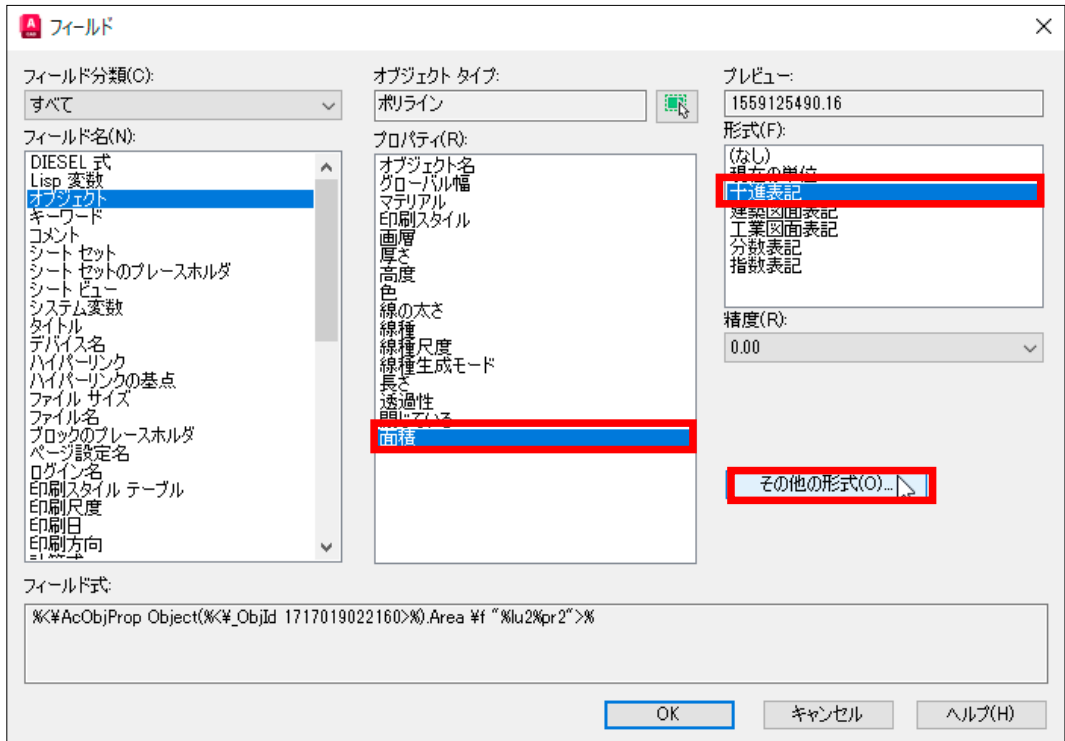 A
CAD
フィールド
フィールド分類(C):
すべて
フィールド名(N):
DIESEL 式
Lisp 変数
オブジェクト
キーワード
コメント
シート セット
シート セットのプレースホルダ
シート ビュー
システム変数
タイトル
デバイス名
ハイパーリンク
ハイパーリンクの基点
ファイル サイズ
ファイル名
ブロックのプレースホルダ
ページ設定名
ログイン名
印刷スタイル テーブル
印刷尺度
印刷日
印刷方向
オブジェクト タイプ:
ポリライン
プロパティ(R):
オブジェクト名
グローバル幅
マテリアル
印刷スタイル
画層
厚さ
高度
色
線の太さ
線種
線種尺度
線種生成モード
長さ
透過性
閉じている
面積
プレビュー:
1559125490.16
形式(F):
(なし)
現在の単位
十進表記
建築図面表記
工業図面表記
分数表記
指数表記
精度(R):
0.00
その他の形式(O)...
フィールド式:
%<¥AcObjProp Object(%<¥_ObjId 1717019022160>%).Area ¥f "%lu2%pr2">%
OK
キャンセル
ヘルプ(H)